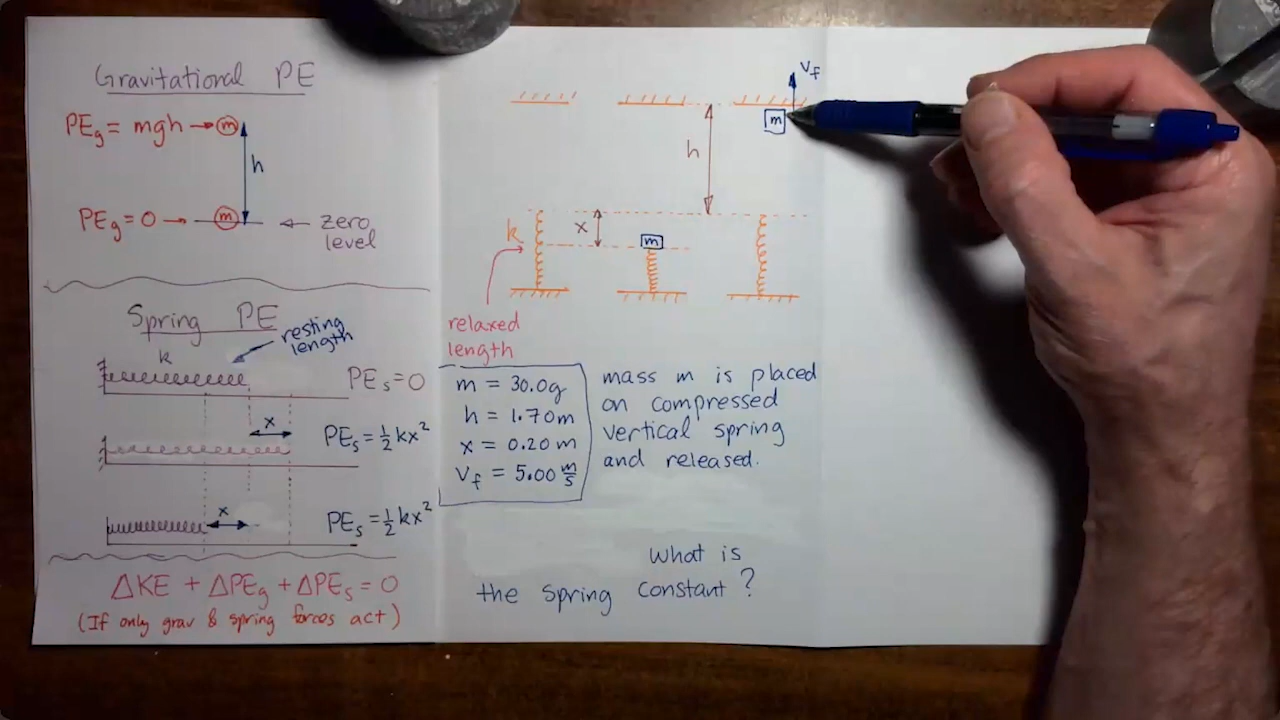 Gravitational PE
PEg = mgh → m
h
PEg = 0 → m
← zero level
Spring PE
resting length
k
PEs = 0
x
PEs = ½kx²
x
PEs = ½kx²
ΔKE + ΔPEg + ΔPEs = 0
(If only grav & spring forces act)
vf
m
h
x
k
m
relaxed
length
m = 30.0g
h = 1.70m
x = 0.20 m
Vf = 5.00 m/s
mass m is placed
on compressed
vertical spring
and released.
What is
the spring constant?